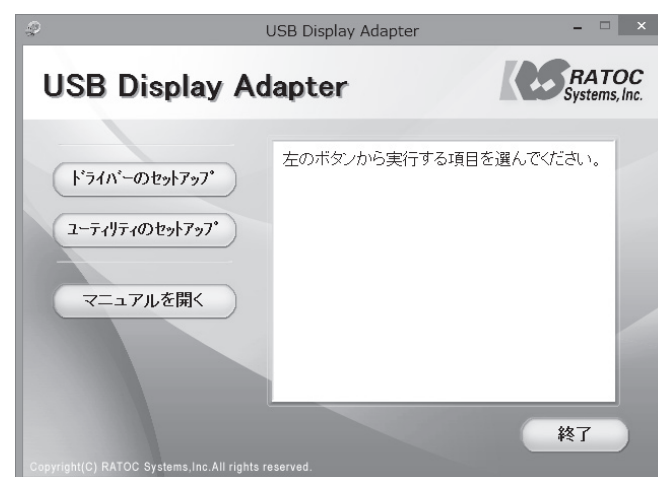 USB Display Adapter
USB Display Adapter
RATOC
Systems, Inc.
ﾄﾞﾗｲﾊﾞｰのｾｯﾄｱｯﾌﾟ
ﾕｰﾃｨﾘﾃｨのｾｯﾄｱｯﾌﾟ
マニュアルを開く
左のボタンから実行する項目を選んでください。
終了
Copyright(C) RATOC Systems,Inc.All rights reserved.